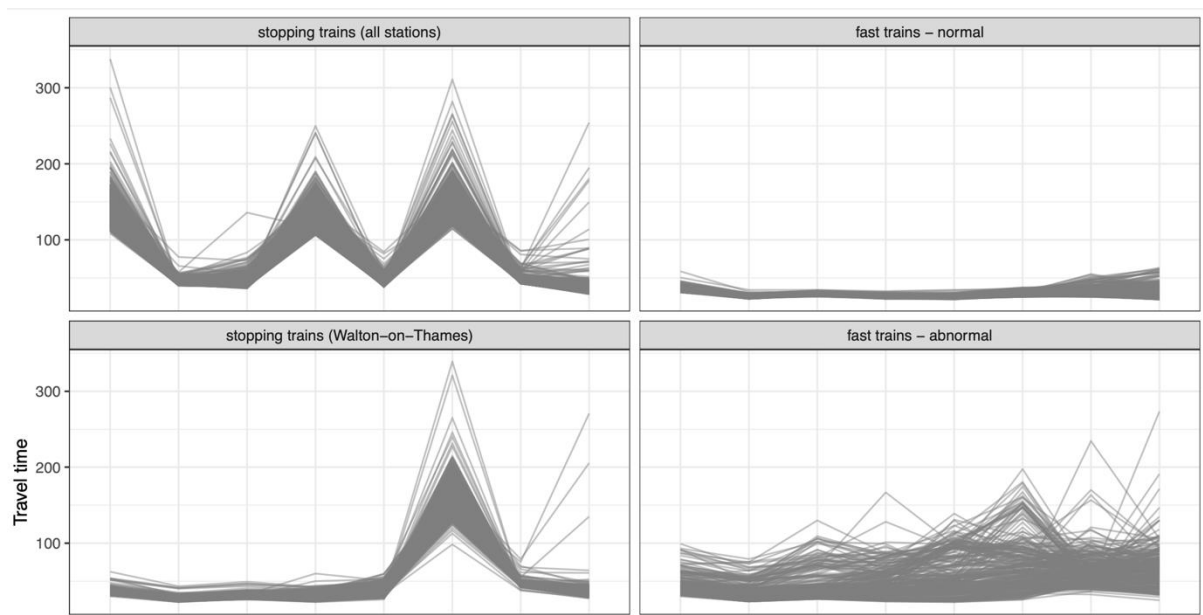 stopping trains (all stations)
fast trains – normal
300
200
100
stopping trains (Walton−on−Thames)
fast trains – abnormal
300
200
100
Travel time